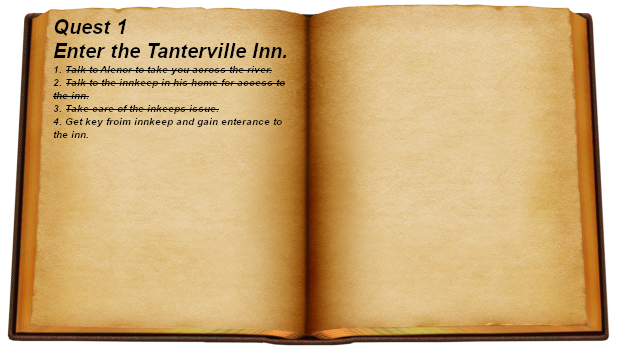 Quest 1
Enter the Tanterville Inn.
1. Talk to Alenor to take you across the river.
2. Talk to the innkeep in his home for access to
the inn.
3. Take care of the inkeeps issue.
4. Get key froim innkeep and gain enterance to
the inn.